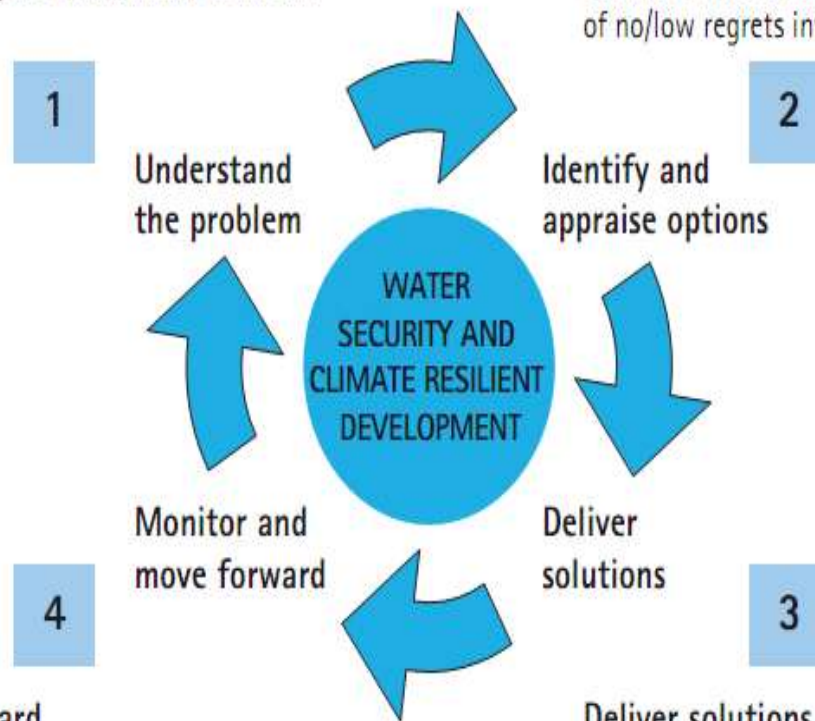 of no/low regrets in
1
2
Understand
the problem
Identify and
appraise options
WATER
SECURITY AND
CLIMATE RESILIENT
DEVELOPMENT
Monitor and
move forward
Deliver
solutions
4
3
Deliver solutions